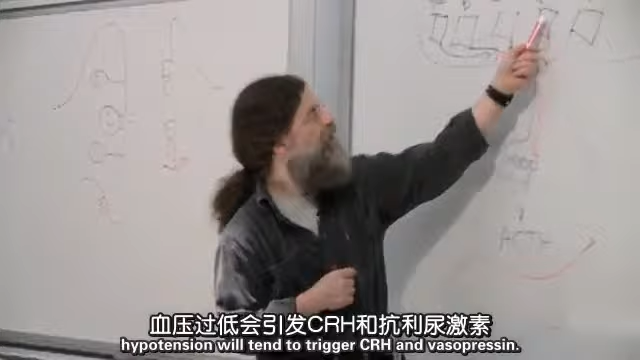 ACTH
血压过低会引发CRH和抗利尿激素
hypotension will tend to trigger CRH and vasopressin.